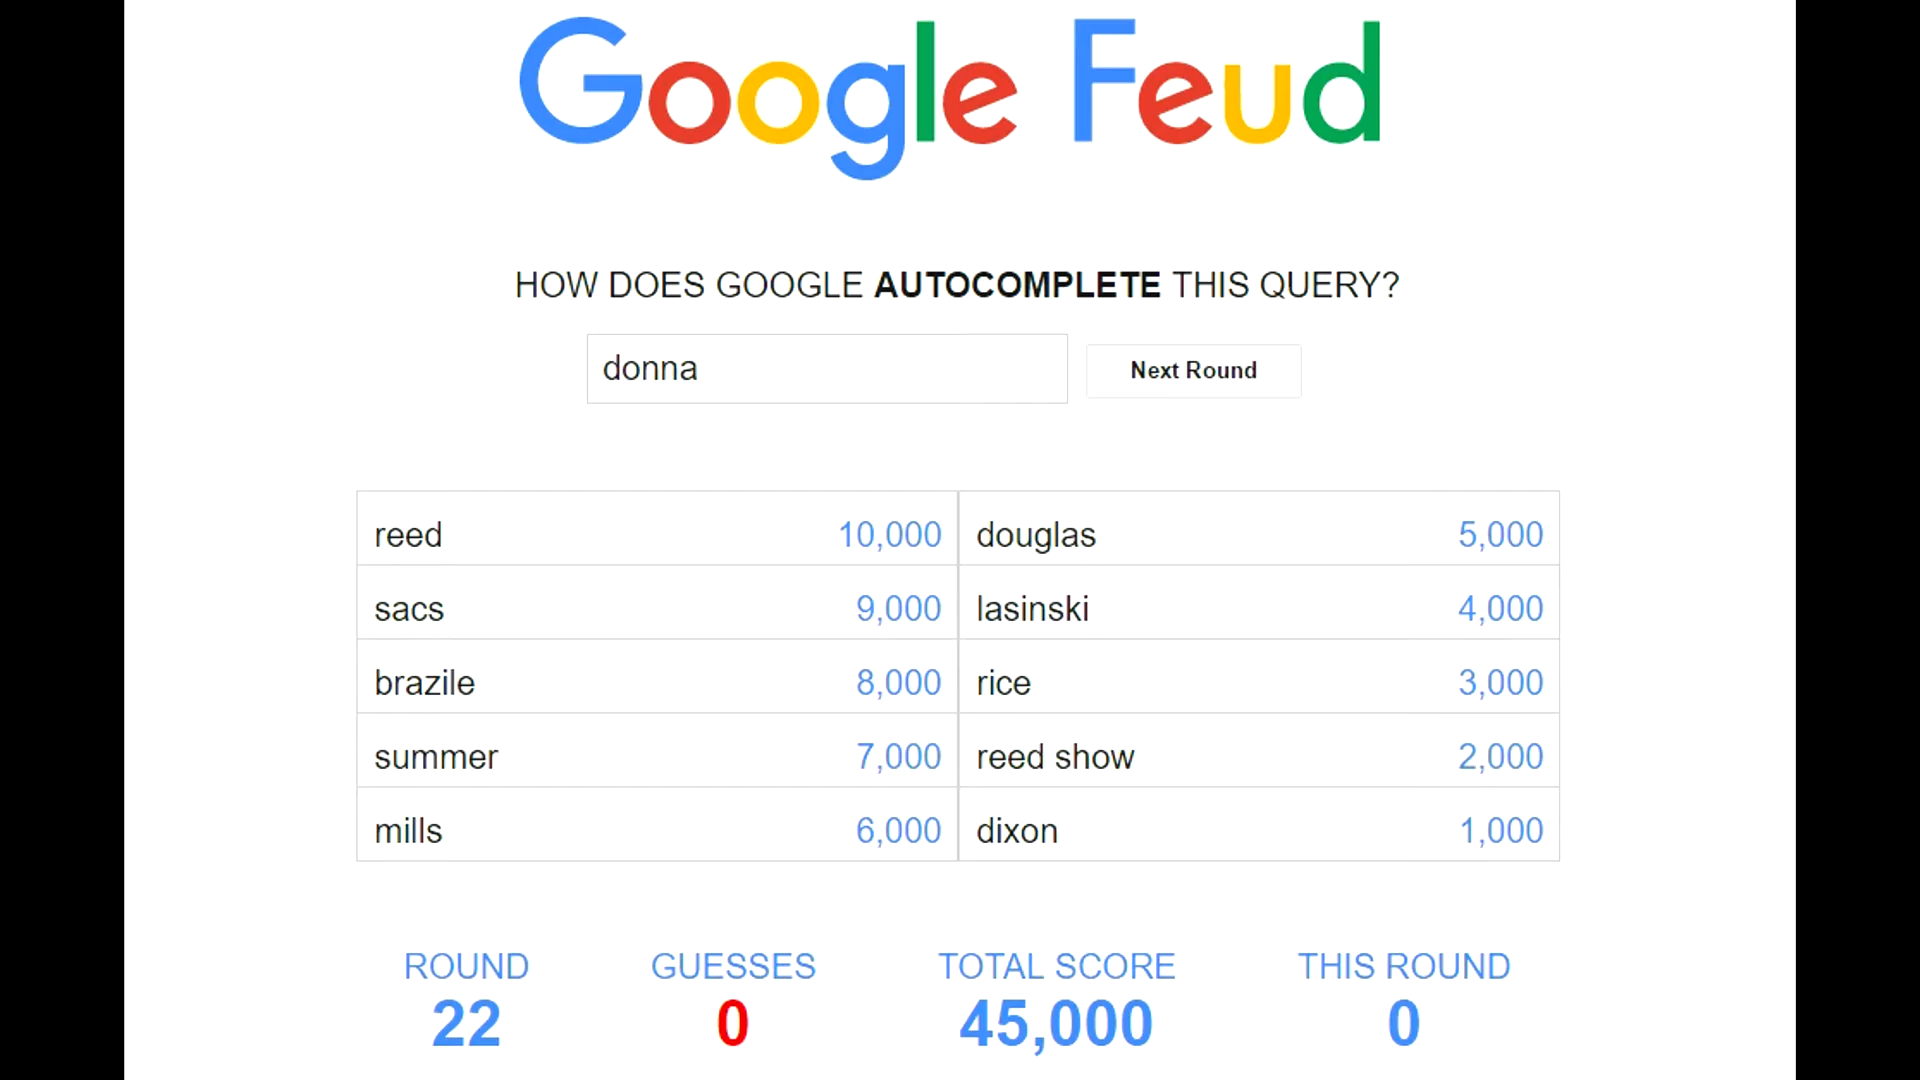 Google Feud
HOW DOES GOOGLE AUTOCOMPLETE THIS QUERY?
donna
Next Round
reed 10,000
sacs 9,000
brazile 8,000
summer 7,000
mills 6,000
douglas 5,000
lasinski 4,000
rice 3,000
reed show 2,000
dixon 1,000
ROUND
22
GUESSES
0
TOTAL SCORE
45,000
THIS ROUND
0